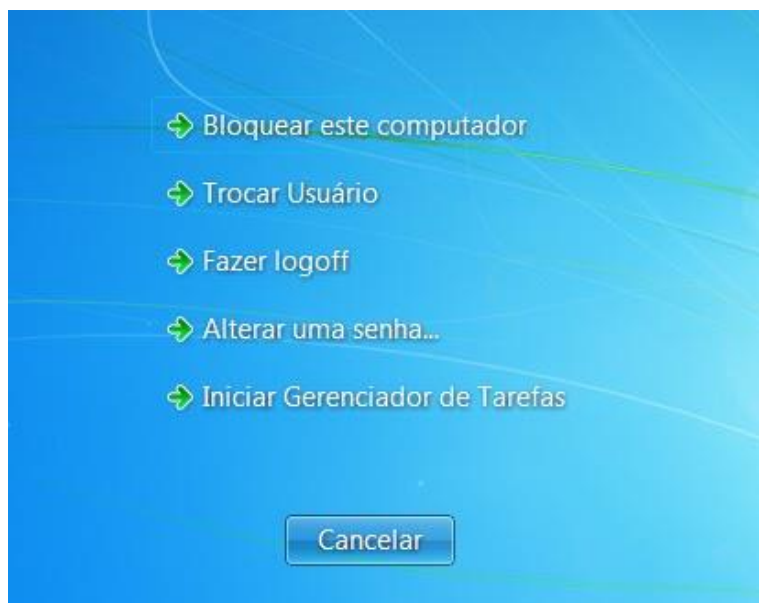 Bloquear este computador
Trocar Usuário
Fazer logoff
Alterar uma senha...
Iniciar Gerenciador de Tarefas
Cancelar